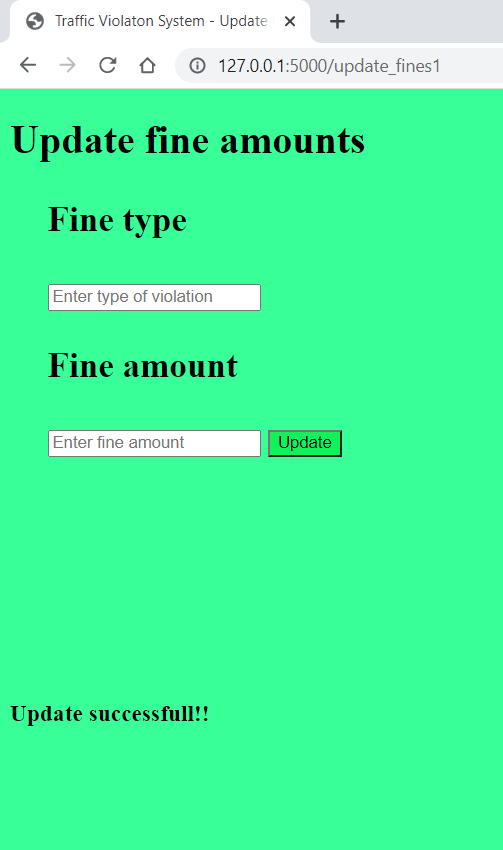 Traffic Violaton System - Update
127.0.0.1:5000/update_fines1
Update fine amounts
Fine type
Enter type of violation
Fine amount
Enter fine amount Update
Update successfull!!